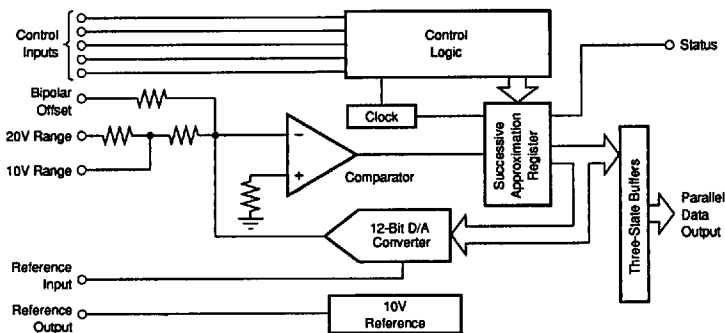 Control
Inputs
Control
Logic
Status
Bipolar
Offset
Clock
20V Range
10V Range
−
+
Comparator
Successive
Approximation
Register
Three-State Buffers
Parallel
Data
Output
12-Bit D/A
Converter
Reference
Input
Reference
Output
10V
Reference